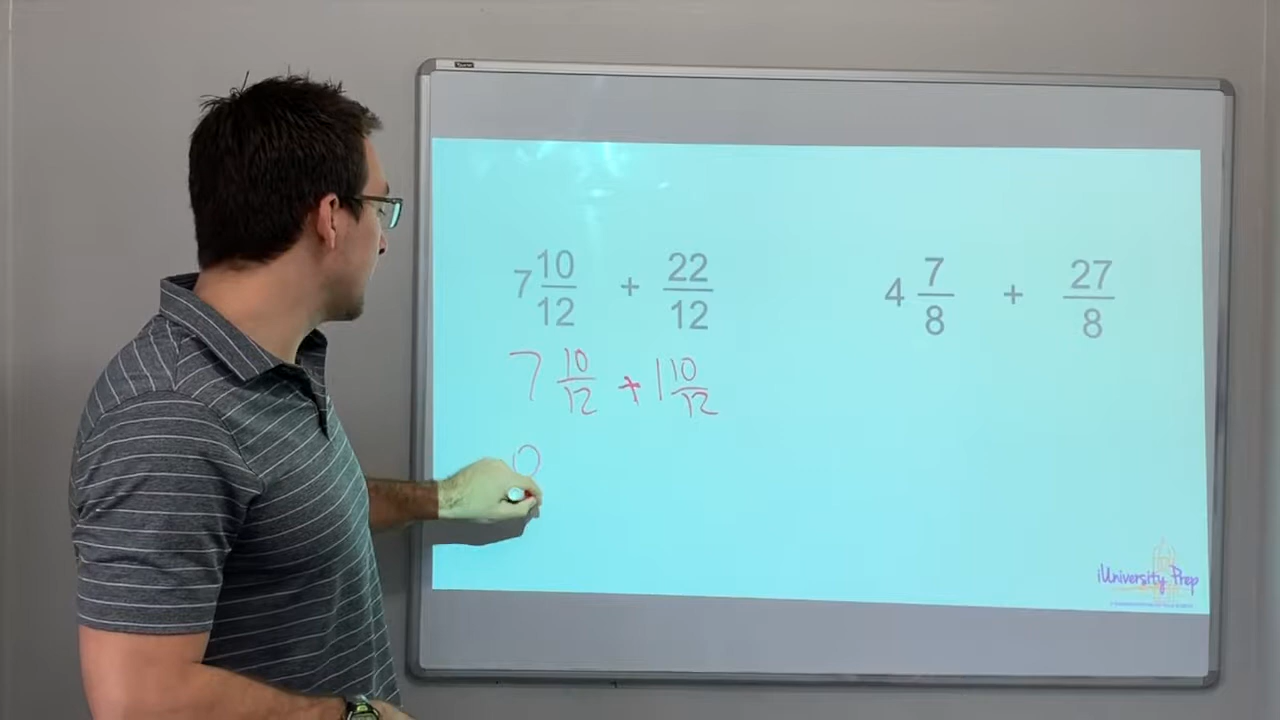 7 10/12 + 22/12
4 7/8 + 27/8
7 10/12 + 1 10/12
iUniversity Prep